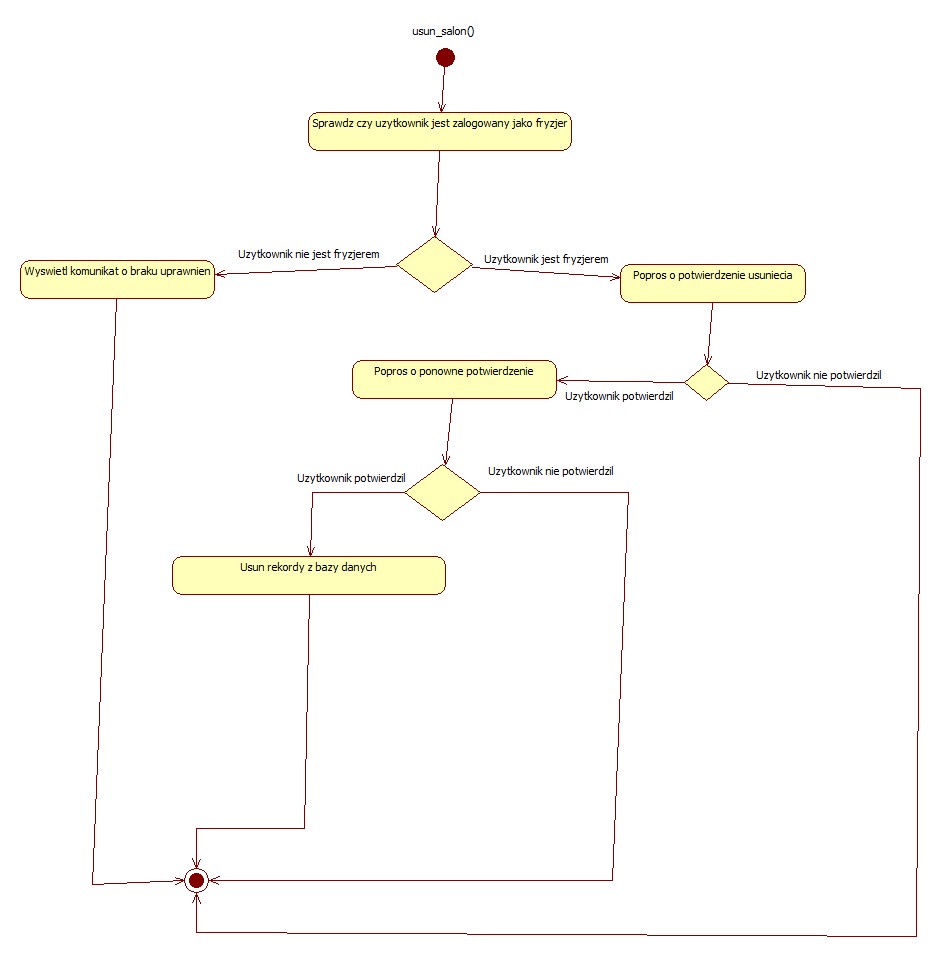 usun_salon()
Sprawdz czy uzytkownik jest zalogowany jako fryzjer
Uzytkownik nie jest fryzjerem
Uzytkownik jest fryzjerem
Wyswietl komunikat o braku uprawnien
Popros o potwierdzenie usuniecia
Popros o ponowne potwierdzenie
Uzytkownik nie potwierdzil
Uzytkownik potwierdzil
Uzytkownik potwierdzil
Uzytkownik nie potwierdzil
Usun rekordy z bazy danych